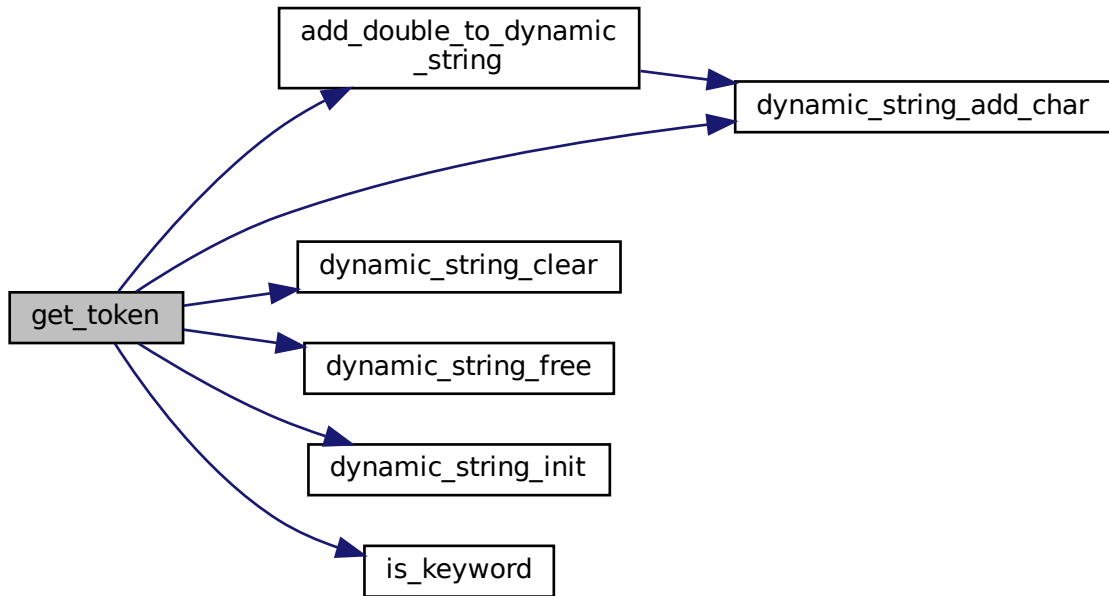 add_double_to_dynamic
_string
dynamic_string_add_char
dynamic_string_clear
get_token
dynamic_string_free
dynamic_string_init
is_keyword